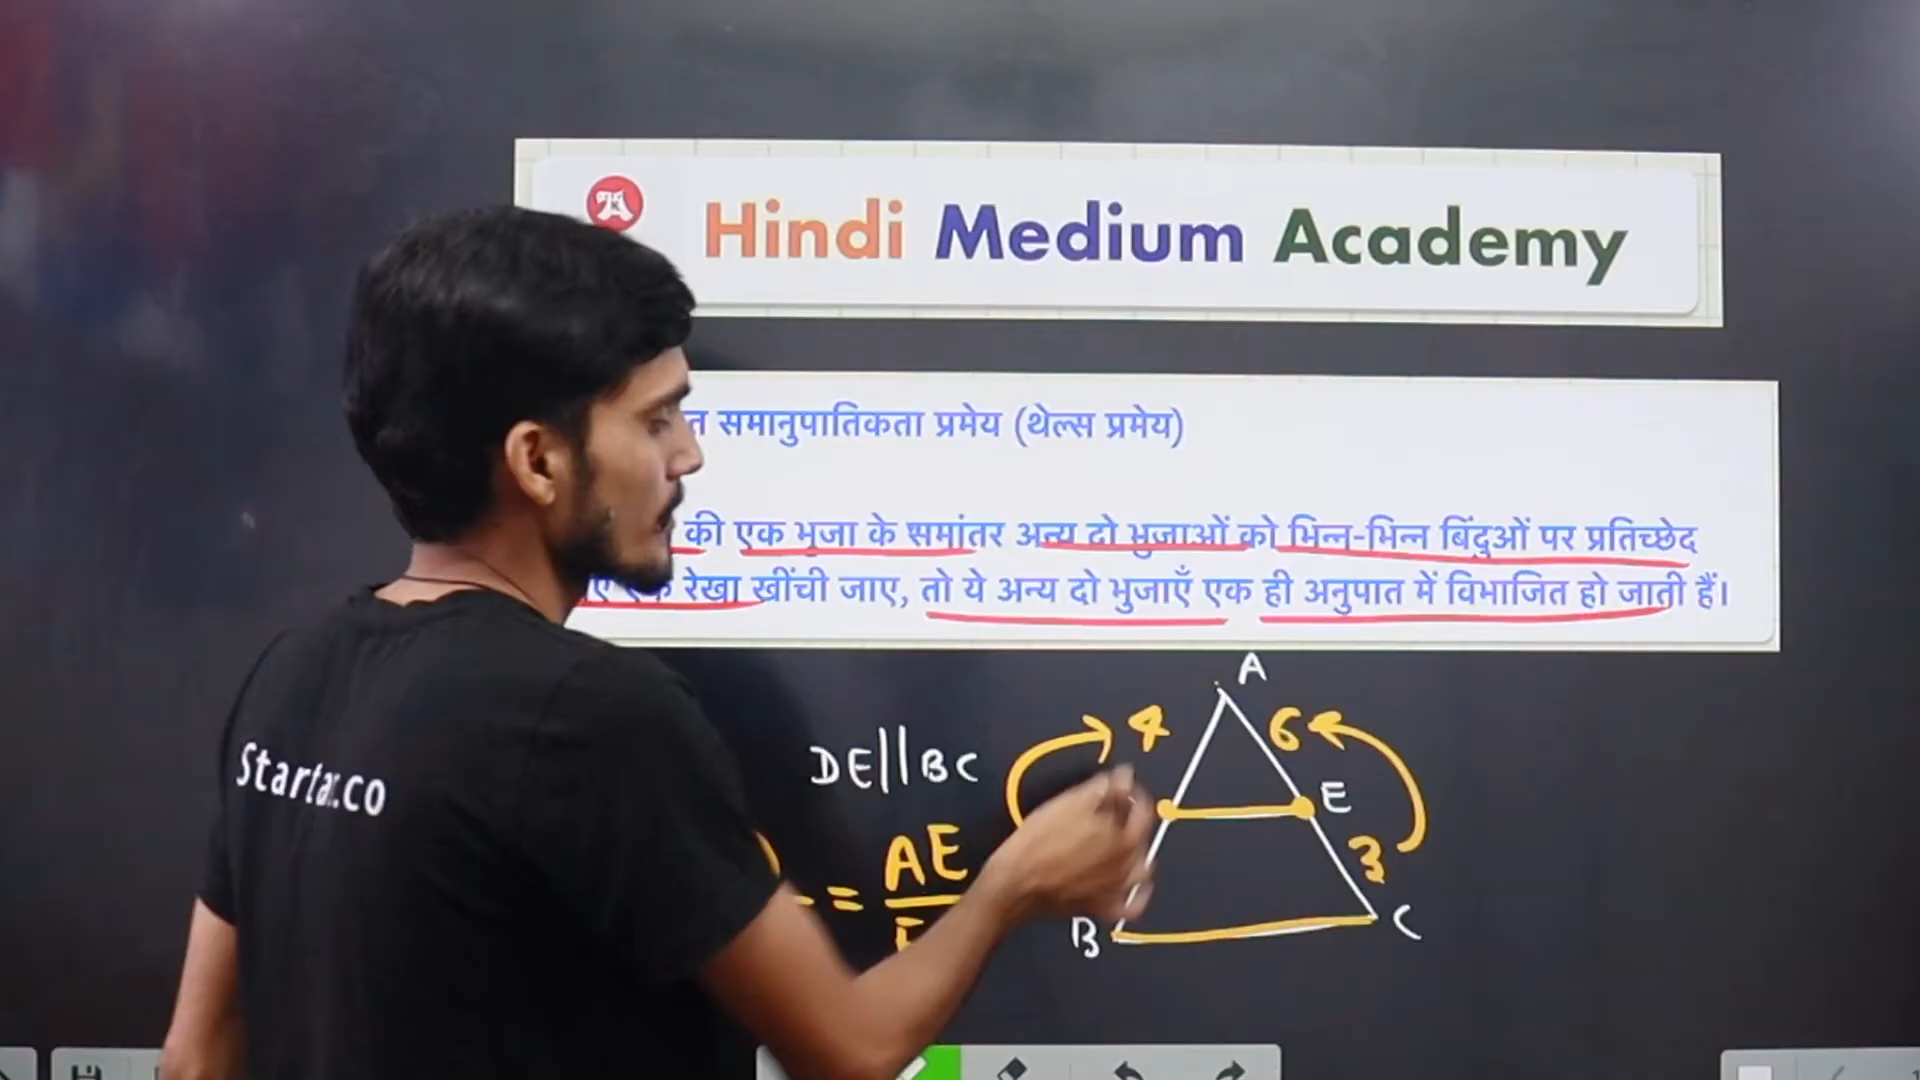 Hindi Medium Academy
त समानुपातिकता प्रमेय (थेल्स प्रमेय)
की एक भुजा के समांतर अन्य दो भुजाओं को भिन्न-भिन्न बिंदुओं पर प्रतिच्छेद
एक रेखा खींची जाए, तो ये अन्य दो भुजाएँ एक ही अनुपात में विभाजित हो जाती हैं।
A
4 6
DE||BC
E
= AE
3
B C
Startar.co